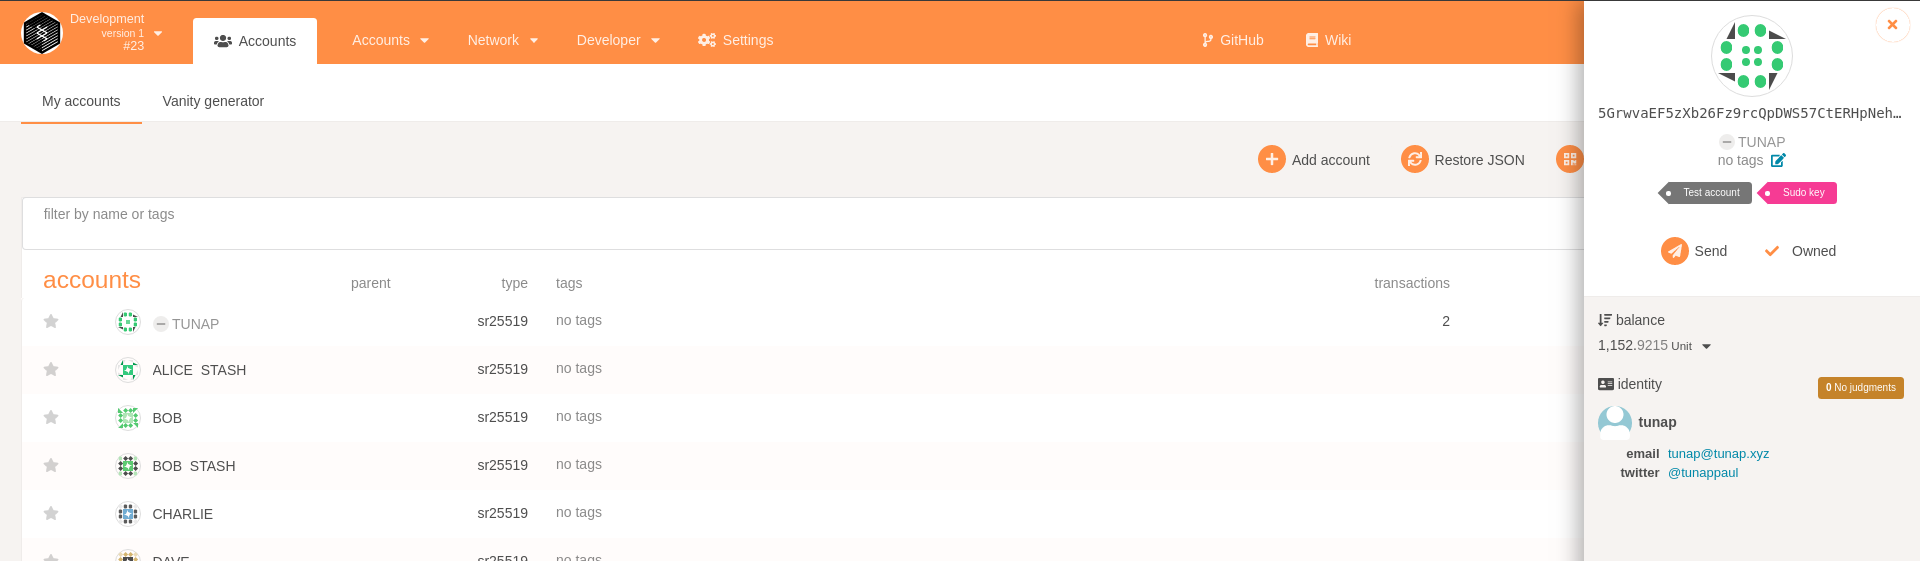 Development
version 1
#23
Accounts
Accounts
Network
Developer
Settings
GitHub
Wiki
My accounts
Vanity generator
Add account
Restore JSON
filter by name or tags
accounts parent type tags transactions
TUNAP sr25519 no tags 2
ALICE STASH sr25519 no tags
BOB sr25519 no tags
BOB STASH sr25519 no tags
CHARLIE sr25519 no tags
DAVE sr25519 no tags
5GrwvaEF5zXb26Fz9rcQpDWS57CtERHpNeh…
TUNAP
no tags
Test account
Sudo key
Send
Owned
balance
1,152.9215 Unit
identity
0 No judgments
tunap
email tunap@tunap.xyz
twitter @tunappaul